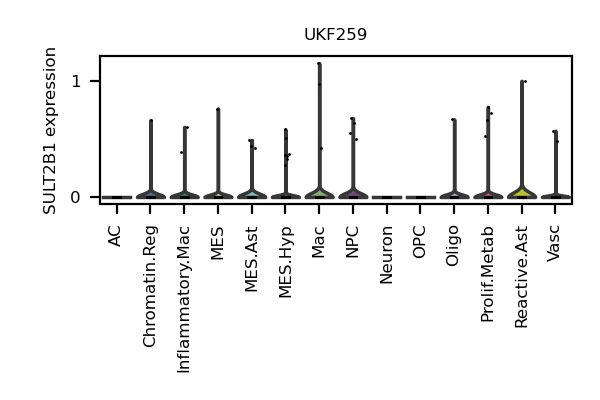 UKF259
SULT2B1 expression
1
0
AC
Chromatin.Reg
Inflammatory.Mac
MES
MES.Ast
MES.Hyp
Mac
NPC
Neuron
OPC
Oligo
Prolif.Metab
Reactive.Ast
Vasc